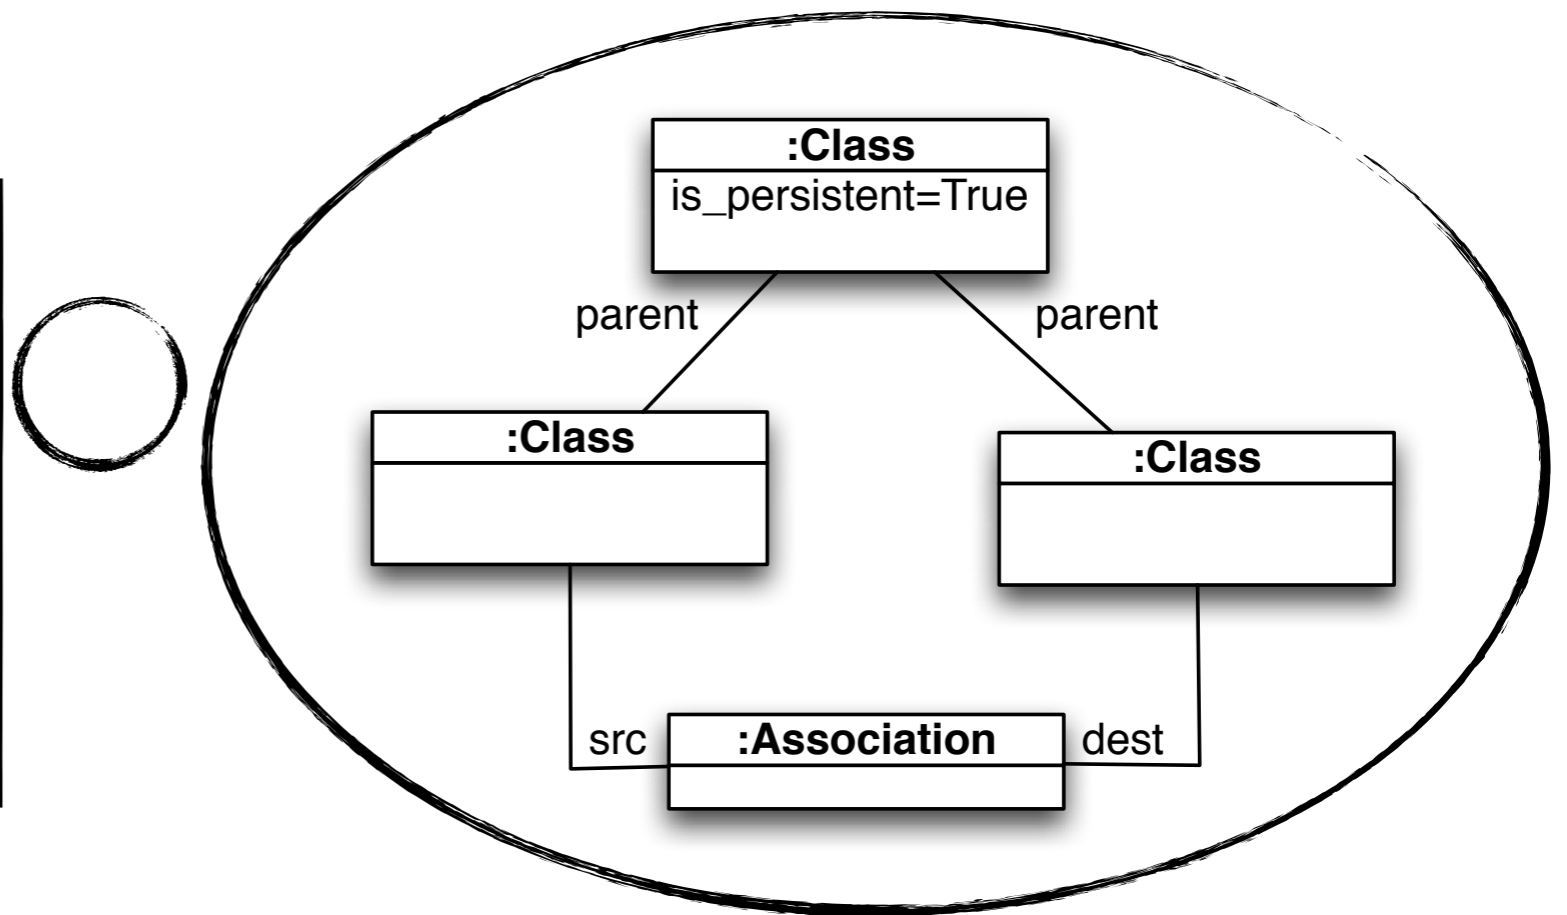 :Class
is_persistent=True
parent
parent
:Class
:Class
src
:Association
dest